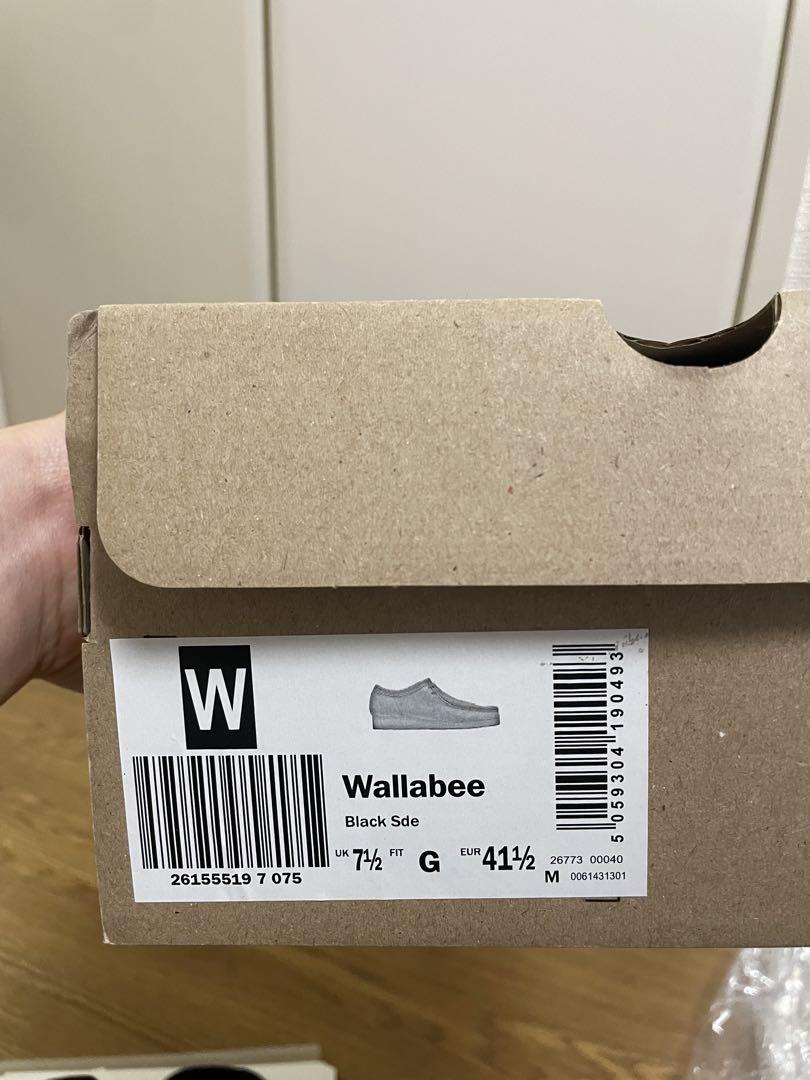 W
Wallabee
Black Sde
UK 7½ FIT G EUR 41½
26155519 7 075
5 059304 190493
26773 00040
M 0061431301